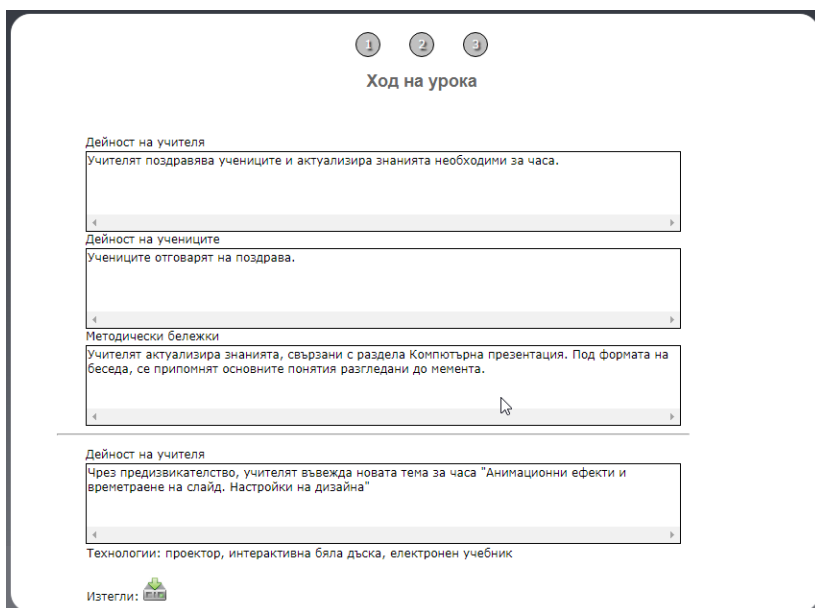 1 2 3
Ход на урока
Дейност на учителя
Учителят поздравява учениците и актуализира знанията необходими за часа.
Дейност на учениците
Учениците отговарят на поздрава.
Методически бележки
Учителят актуализира знанията, свързани с раздела Компютърна презентация. Под формата на
беседа, се припомнят основните понятия разгледани до мемента.
Дейност на учителя
Чрез предизвикателство, учителят въвежда новата тема за часа "Анимационни ефекти и
времетраене на слайд. Настройки на дизайна"
Технологии: проектор, интерактивна бяла дъска, електронен учебник
Изтегли: